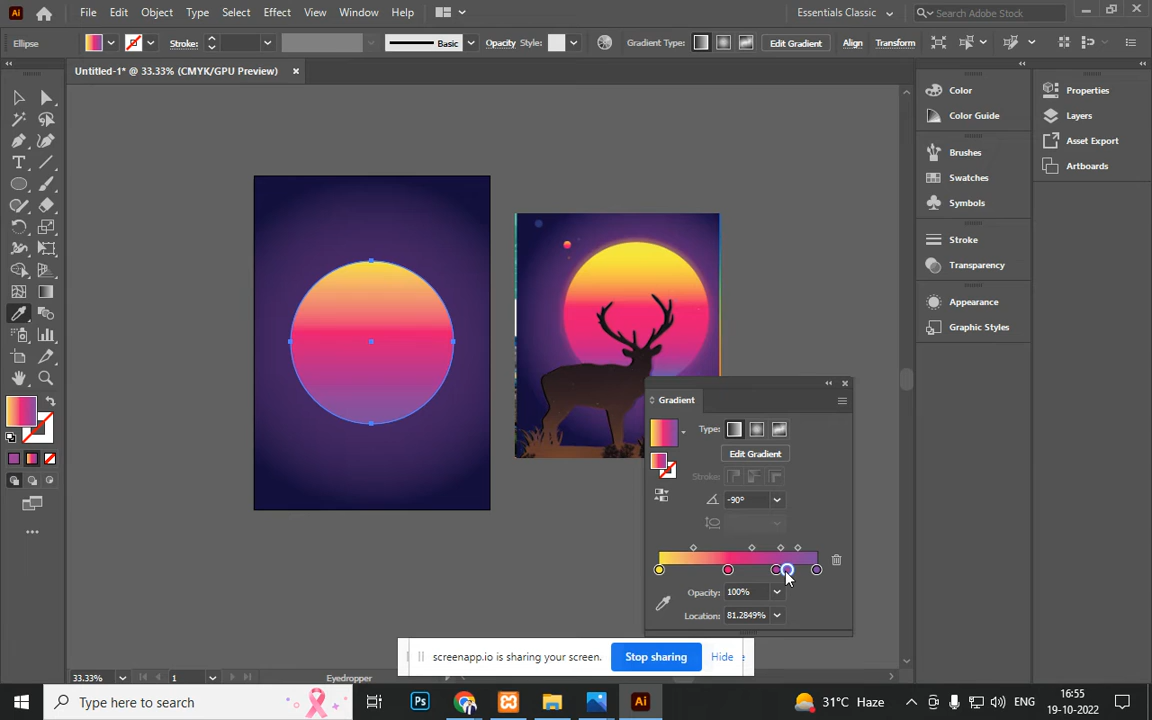 Ai File Edit Object Type Select Effect View Window Help Essentials Classic Search Adobe Stock
Ellipse Stroke: Basic Opacity Style: Gradient Type: Edit Gradient Align Transform
Untitled-1* @ 33.33% (CMYK/GPU Preview) ×
Color
Color Guide
Brushes
Swatches
Symbols
Stroke
Transparency
Appearance
Graphic Styles
Properties
Layers
Asset Export
Artboards
Gradient
Type:
Edit Gradient
Stroke:
-90°
Opacity: 100%
Location: 81.2849%
screenapp.io is sharing your screen. Stop sharing Hide
33.33% 1 Eyedropper
Type here to search Ps Ai 31°C Haze ENG 16:55
19-10-2022